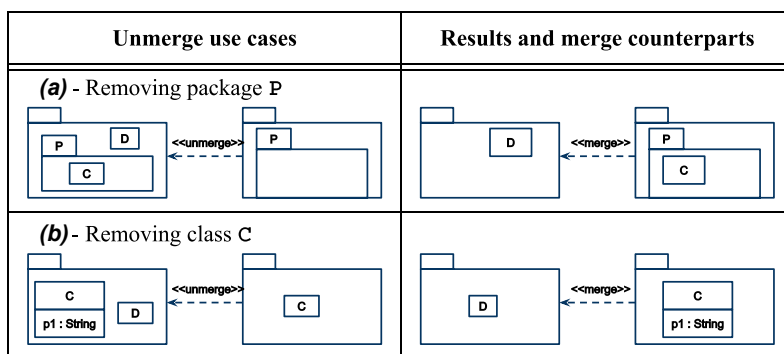 Unmerge use cases Results and merge counterparts
(a) - Removing package P
P D <<unmerge>> P D <<merge>> P
C C
(b) - Removing class C
C D <<unmerge>> C D <<merge>> C
p1 : String p1 : String